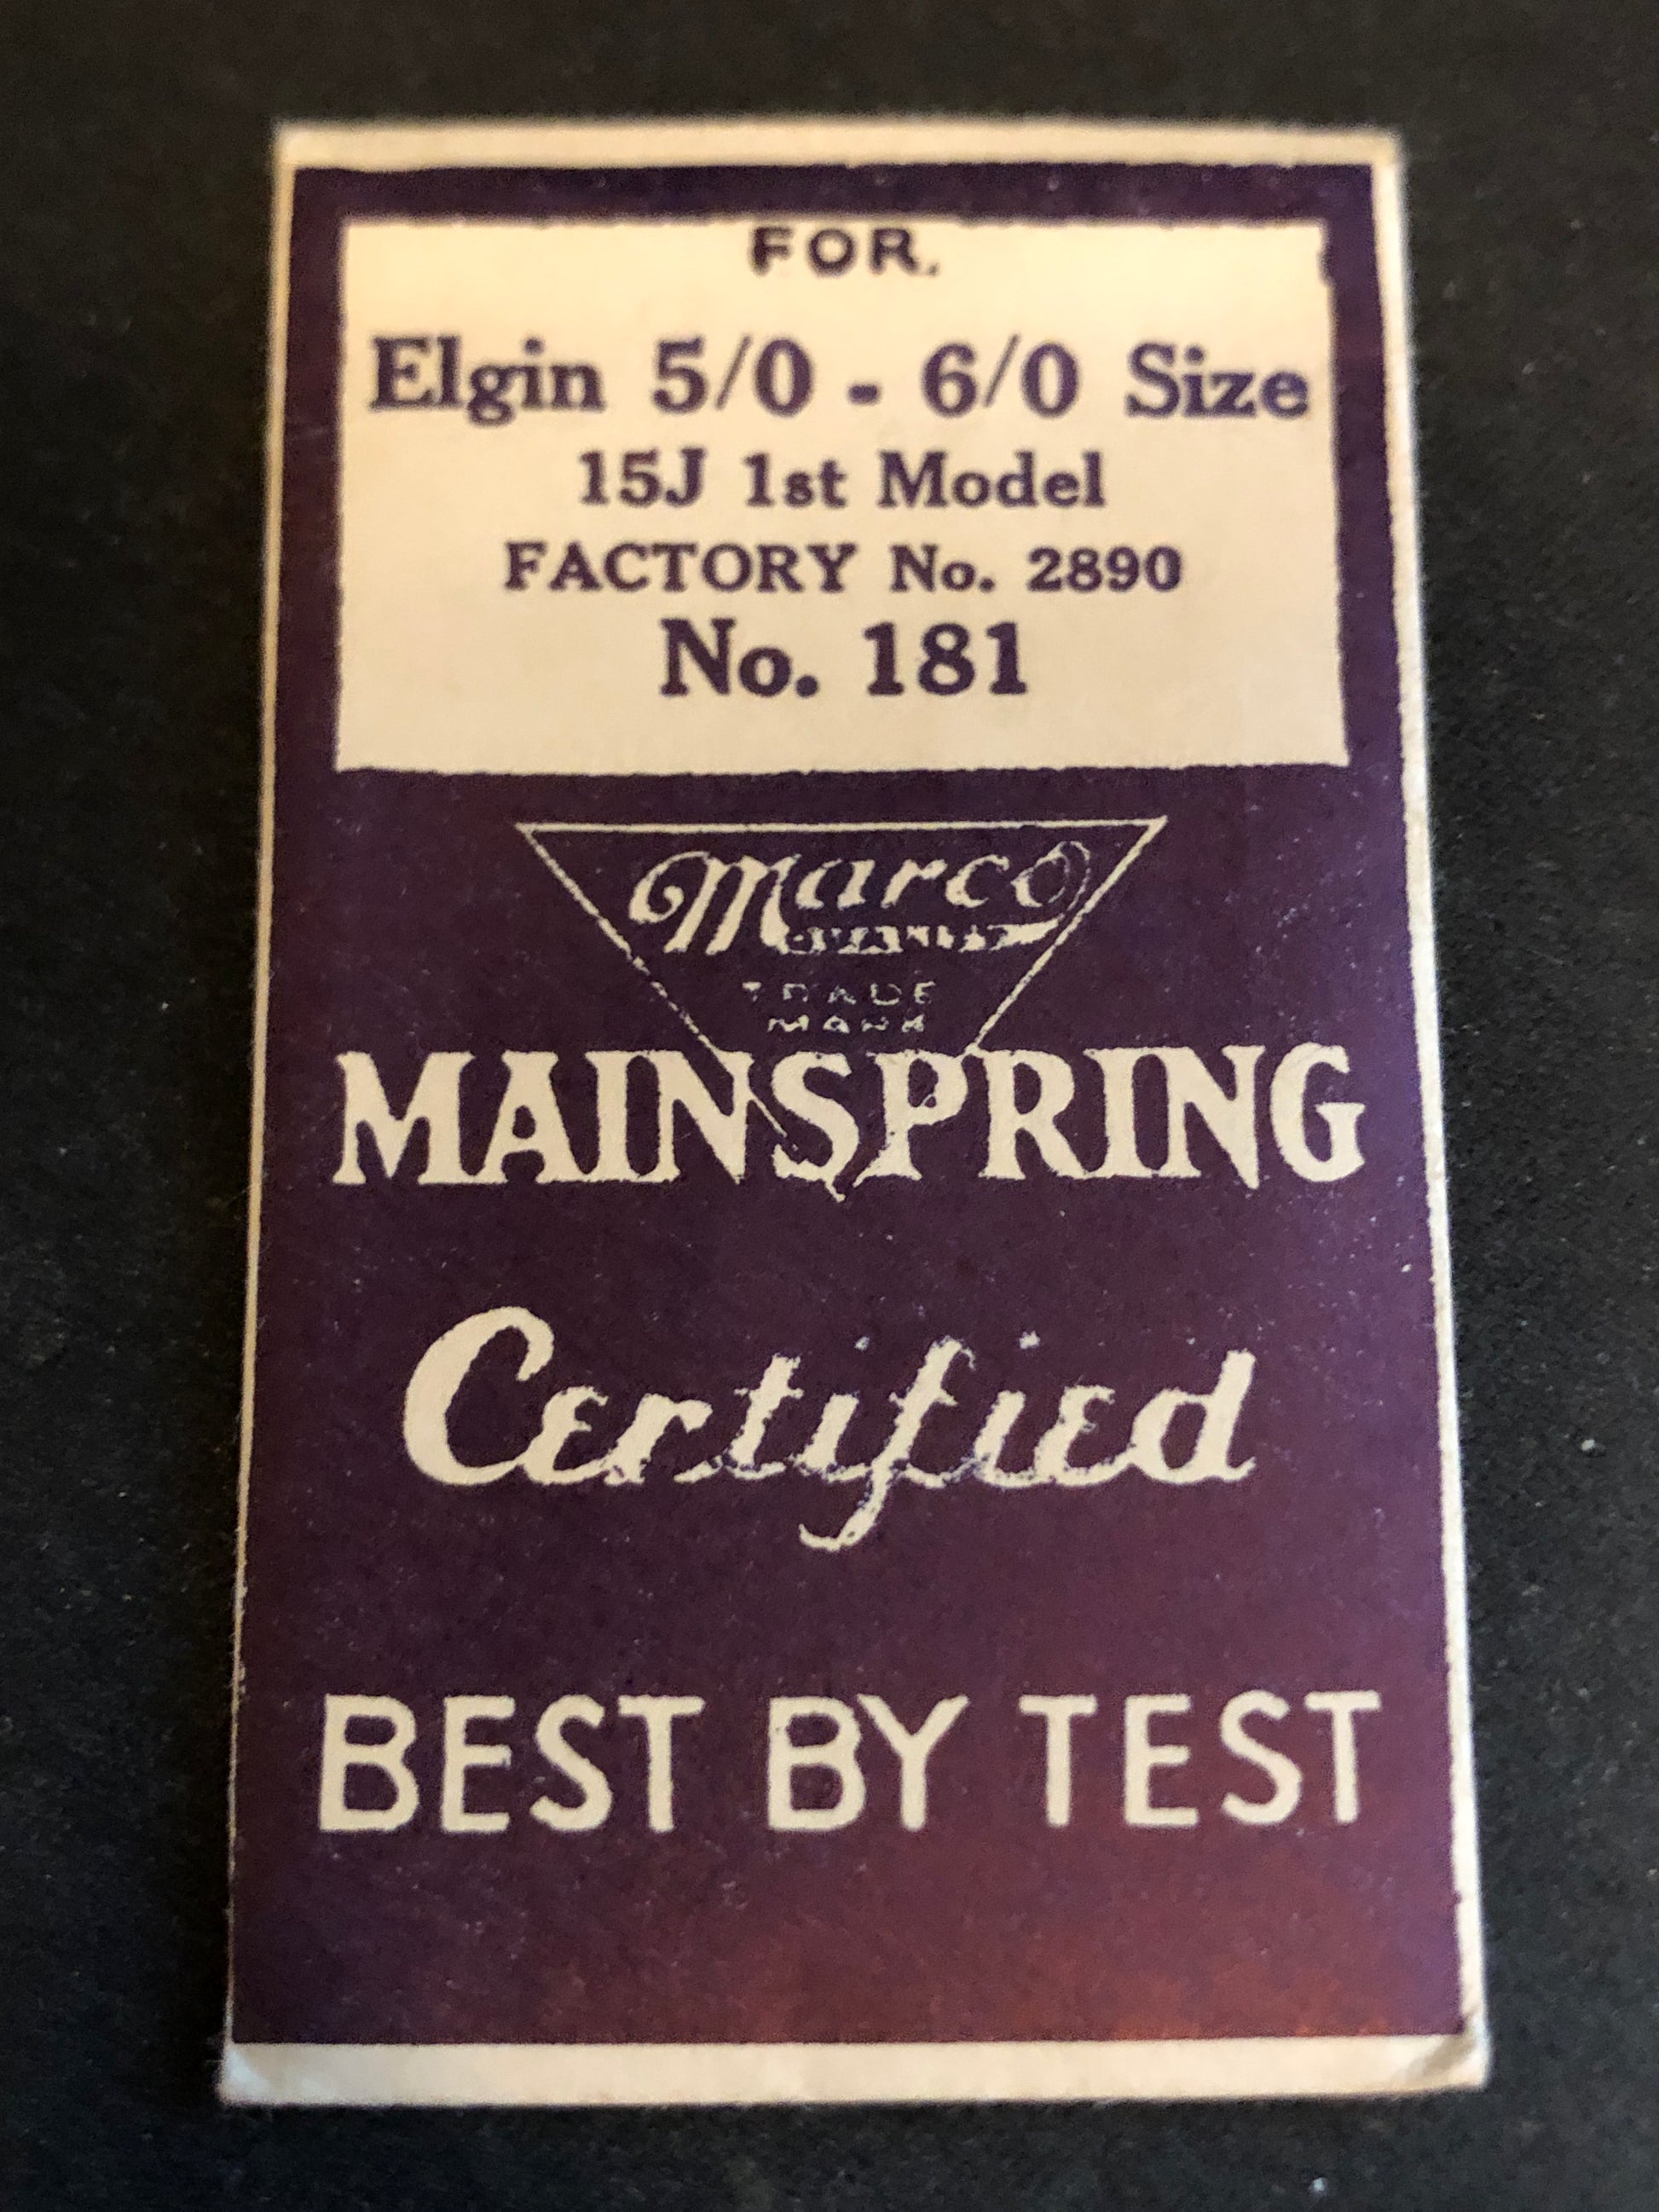 FOR.
Elgin 5/0 - 6/0 Size
15J 1st Model
FACTORY No. 2890
No. 181
Marco
TRADE
MARK
MAINSPRING
Certified
BEST BY TEST